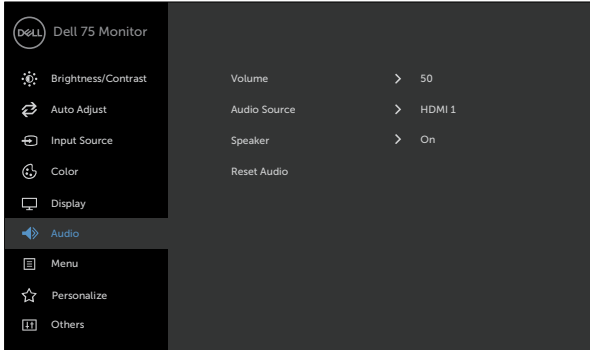 DELL Dell 75 Monitor
Brightness/Contrast Volume 50
Auto Adjust Audio Source HDMI 1
Input Source Speaker On
Color Reset Audio
Display
Audio
Menu
Personalize
Others